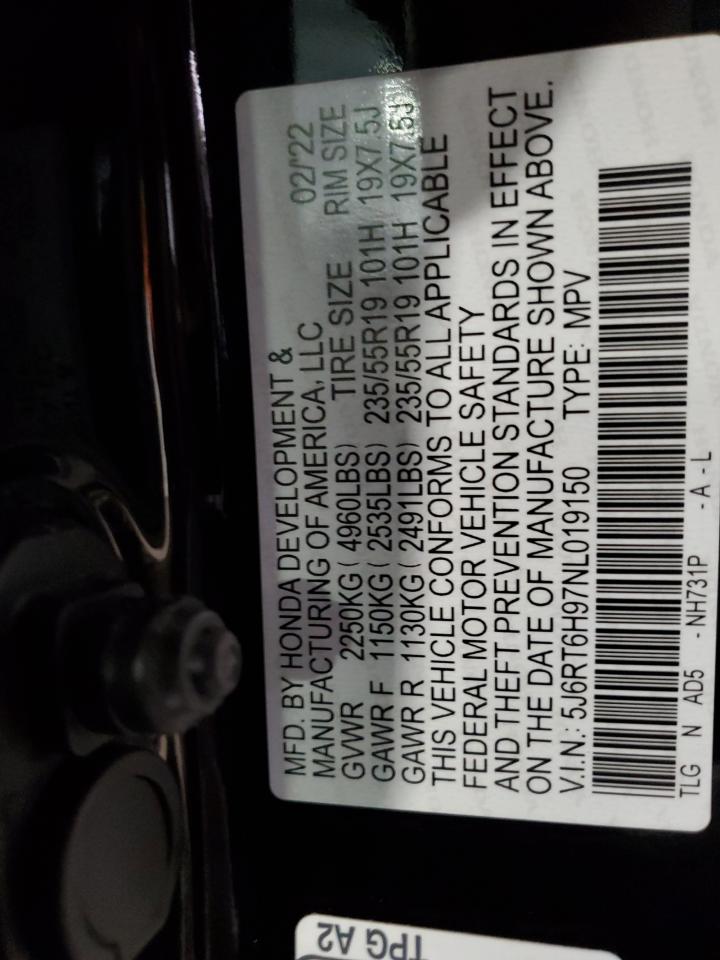 MFD. BY HONDA DEVELOPMENT &
MANUFACTURING OF AMERICA, LLC 02/'22
GVWR 2250KG ( 4960LBS) TIRE SIZE RIM SIZE
GAWR F 1150KG ( 2535LBS) 235/55R19 101H 19X7.5J
GAWR R 1130KG ( 2491LBS) 235/55R19 101H 19X7.5J
THIS VEHICLE CONFORMS TO ALL APPLICABLE
FEDERAL MOTOR VEHICLE SAFETY
AND THEFT PREVENTION STANDARDS IN EFFECT
ON THE DATE OF MANUFACTURE SHOWN ABOVE.
V.I.N.: 5J6RT6H97NL019150 TYPE: MPV
TLG N AD5 -NH731P -A-L
TPG A2